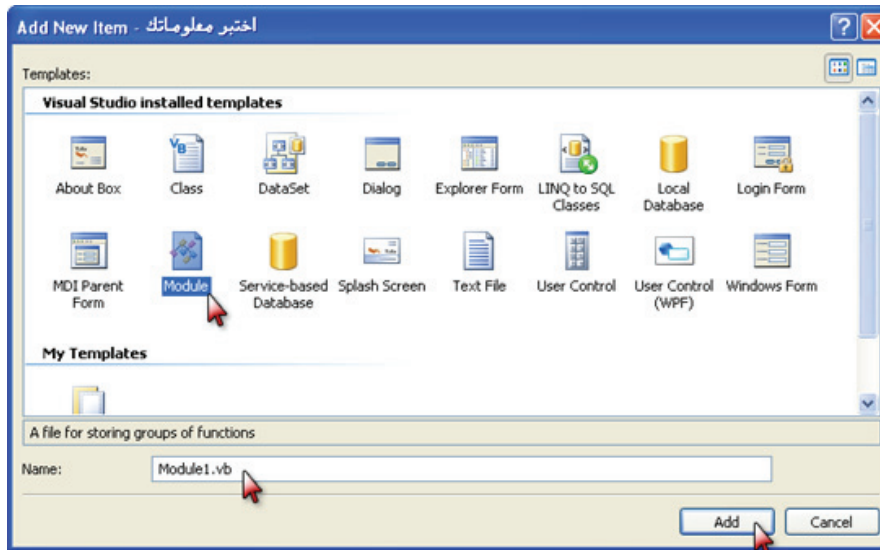 Add New Item - اختبر معلوماتك
Templates:
Visual Studio installed templates
About Box
Class
DataSet
Dialog
Explorer Form
LINQ to SQL
Classes
Local
Database
Login Form
MDI Parent
Form
Module
Service-based
Database
Splash Screen
Text File
User Control
User Control
(WPF)
Windows Form
My Templates
A file for storing groups of functions
Name:
Module1.vb
Add
Cancel